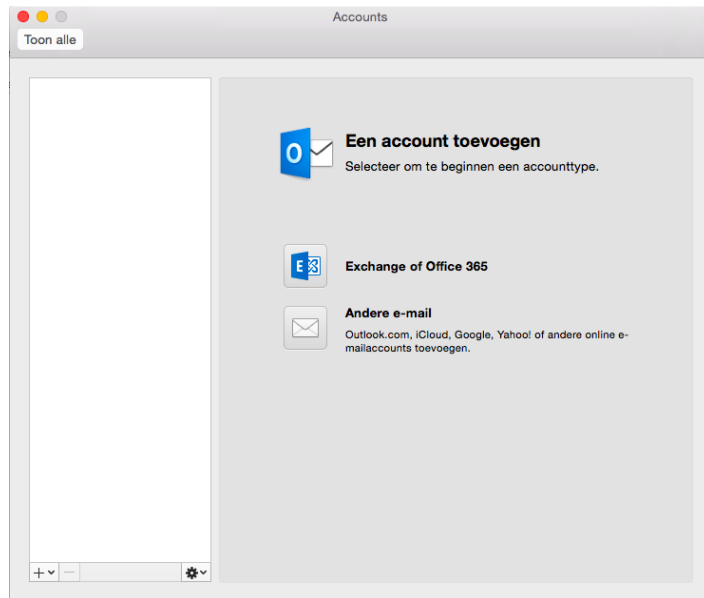 Accounts
Toon alle
Een account toevoegen
Selecteer om te beginnen een accounttype.
Exchange of Office 365
Andere e-mail
Outlook.com, iCloud, Google, Yahoo! of andere online e-
mailaccounts toevoegen.